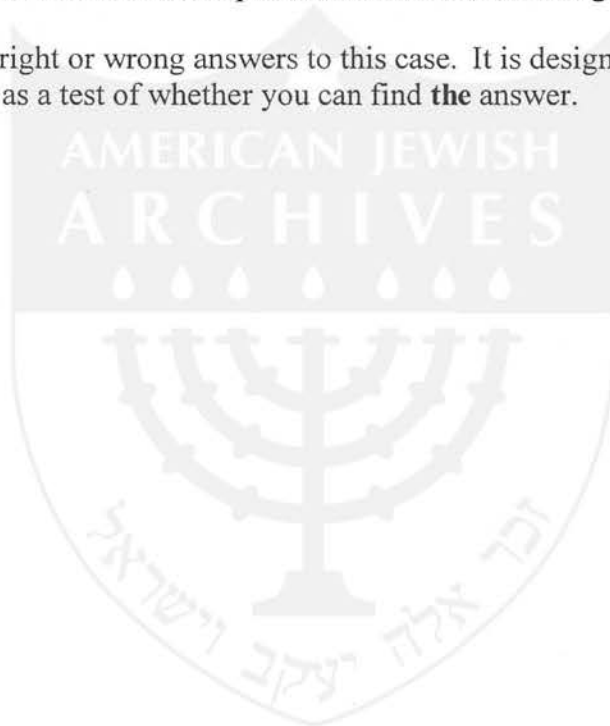 right or wrong answers to this case. It is design
as a test of whether you can find the answer.
AMERICAN JEWISH
ARCHIVES
זכר אלה יעקב וישראל